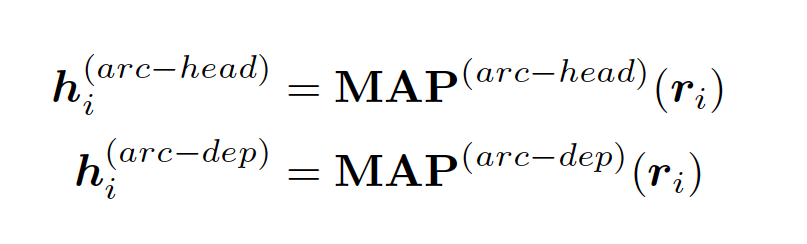 h_i^{(arc-head)} = MAP^{(arc-head)}(r_i)
h_i^{(arc-dep)} = MAP^{(arc-dep)}(r_i)